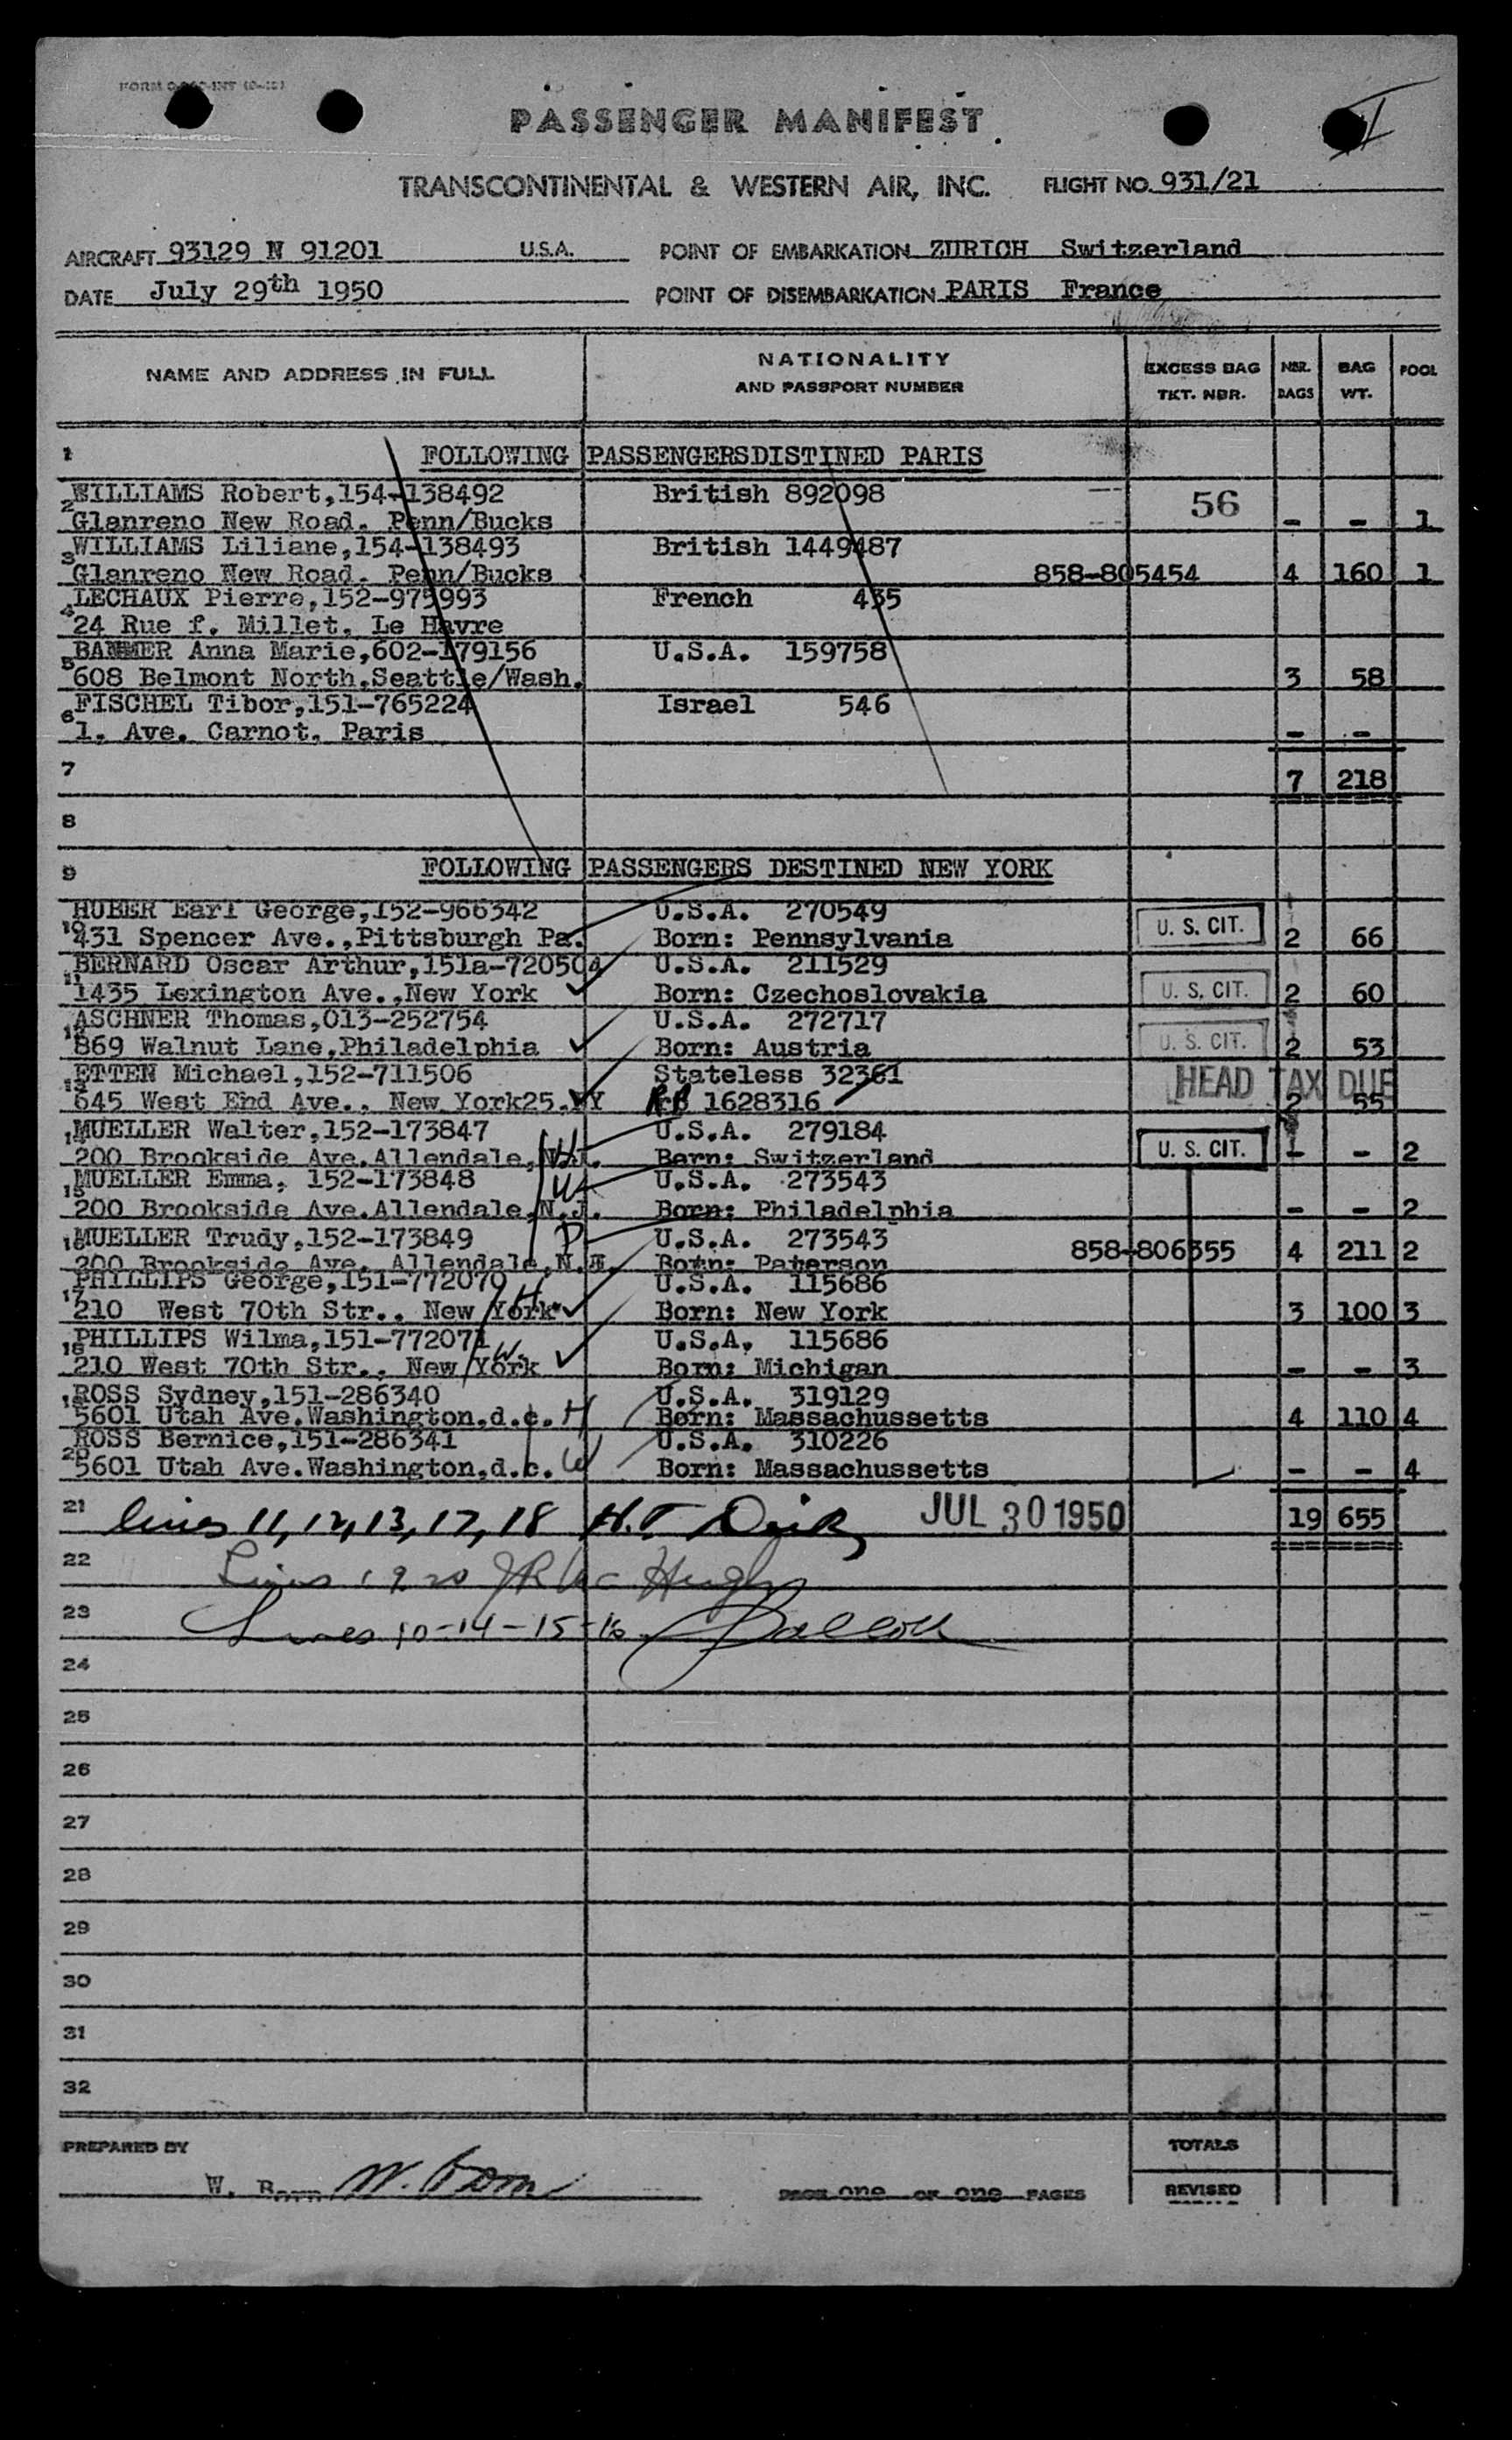 PASSENGER MANIFEST
TRANSCONTINENTAL & WESTERN AIR, INC. FLIGHT NO. 931/21
AIRCRAFT 93129 N 91201 U.S.A. POINT OF EMBARKATION ZURICH Switzerland
DATE July 29th 1950 POINT OF DISEMBARKATION PARIS France
NAME AND ADDRESS IN FULL NATIONALITY AND PASSPORT NUMBER EXCESS BAG TKT. NBR. NBR. BAGS BAG WT. POOL
1 FOLLOWING PASSENGERS DISTINED PARIS
2 WILLIAMS Robert,154-138492 British 892098 56
Glanreno New Road. Penn/Bucks - - 1
3 WILLIAMS Liliane,154-138493 British 1449487
Glanreno New Road. Penn/Bucks 858-805454 4 160 1
4 LECHAUX Pierre,152-975993 French 435
24 Rue f. Millet. Le Havre
5 BAMMER Anna Marie,602-179156 U.S.A. 159758
608 Belmont North.Seattle/Wash. 3 58
6 FISCHEL Tibor,151-765224 Israel 546
1. Ave. Carnot. Paris - -
7 7 218
8
9 FOLLOWING PASSENGERS DESTINED NEW YORK
10 HUBER Earl George,152-966342 U.S.A. 270549
431 Spencer Ave.,Pittsburgh Pa. Born: Pennsylvania U. S. CIT. 2 66
11 BERNARD Oscar Arthur,151a-720504 U.S.A. 211529
1435 Lexington Ave.,New York Born: Czechoslovakia U. S. CIT. 2 60
12 ASCHNER Thomas,013-252754 U.S.A. 272717
869 Walnut Lane,Philadelphia Born: Austria U. S. CIT. 2 53
13 ETTEN Michael,152-711506 Stateless 32361 HEAD TAX DUE
645 West End Ave., New York25.NY RB 1628316 2 55
14 MUELLER Walter,152-173847 U.S.A. 279184
200 Brookside Ave.Allendale,N.J. H Born: Switzerland U. S. CIT. - - 2
15 MUELLER Emma, 152-173848 W U.S.A. 273543
200 Brookside Ave.Allendale,N.J. Born: Philadelphia - - 2
16 MUELLER Trudy,152-173849 D U.S.A. 273543 858-806355 4 211 2
200 Brookside Ave. Allendale,N.J. Born: Paterson
17 PHILLIPS George,151-772070 U.S.A. 115686
210 West 70th Str., New York H Born: New York 3 100 3
18 PHILLIPS Wilma,151-772071 W. U.S.A. 115686
210 West 70th Str., New York Born: Michigan - - 3
19 ROSS Sydney,151-286340 U.S.A. 319129
5601 Utah Ave.Washington,d.c. H Born: Massachussetts 4 110 4
20 ROSS Bernice,151-286341 U.S.A. 310226
5601 Utah Ave.Washington,d.c. W Born: Massachussetts - - 4
21 lines 11, 12, 13, 17, 18 H.T. JUL 30 1950 19 655
22 Lines 19 20
23 Lines 10-14-15-16
24
25
26
27
28
29
30
31
32
PREPARED BY TOTALS
W. Born W. Born PAGE one OF one PAGES REVISED